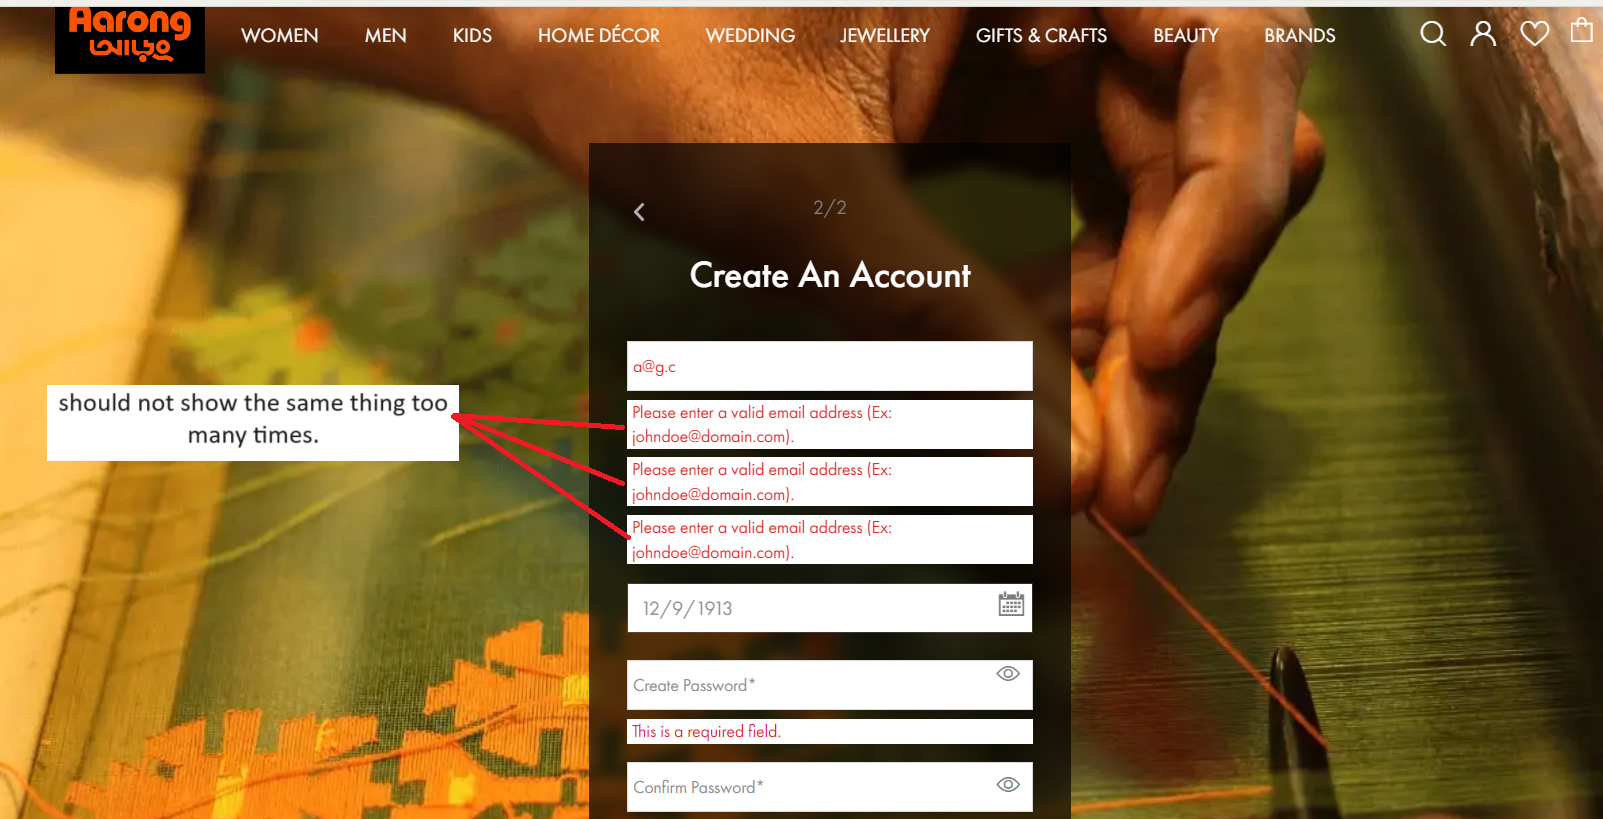 Aarong
আড়ং
WOMEN MEN KIDS HOME DÉCOR WEDDING JEWELLERY GIFTS & CRAFTS BEAUTY BRANDS
2/2
Create An Account
a@g.c
Please enter a valid email address (Ex:
johndoe@domain.com).
Please enter a valid email address (Ex:
johndoe@domain.com).
Please enter a valid email address (Ex:
johndoe@domain.com).
should not show the same thing too
many times.
12/9/1913
Create Password*
This is a required field.
Confirm Password*